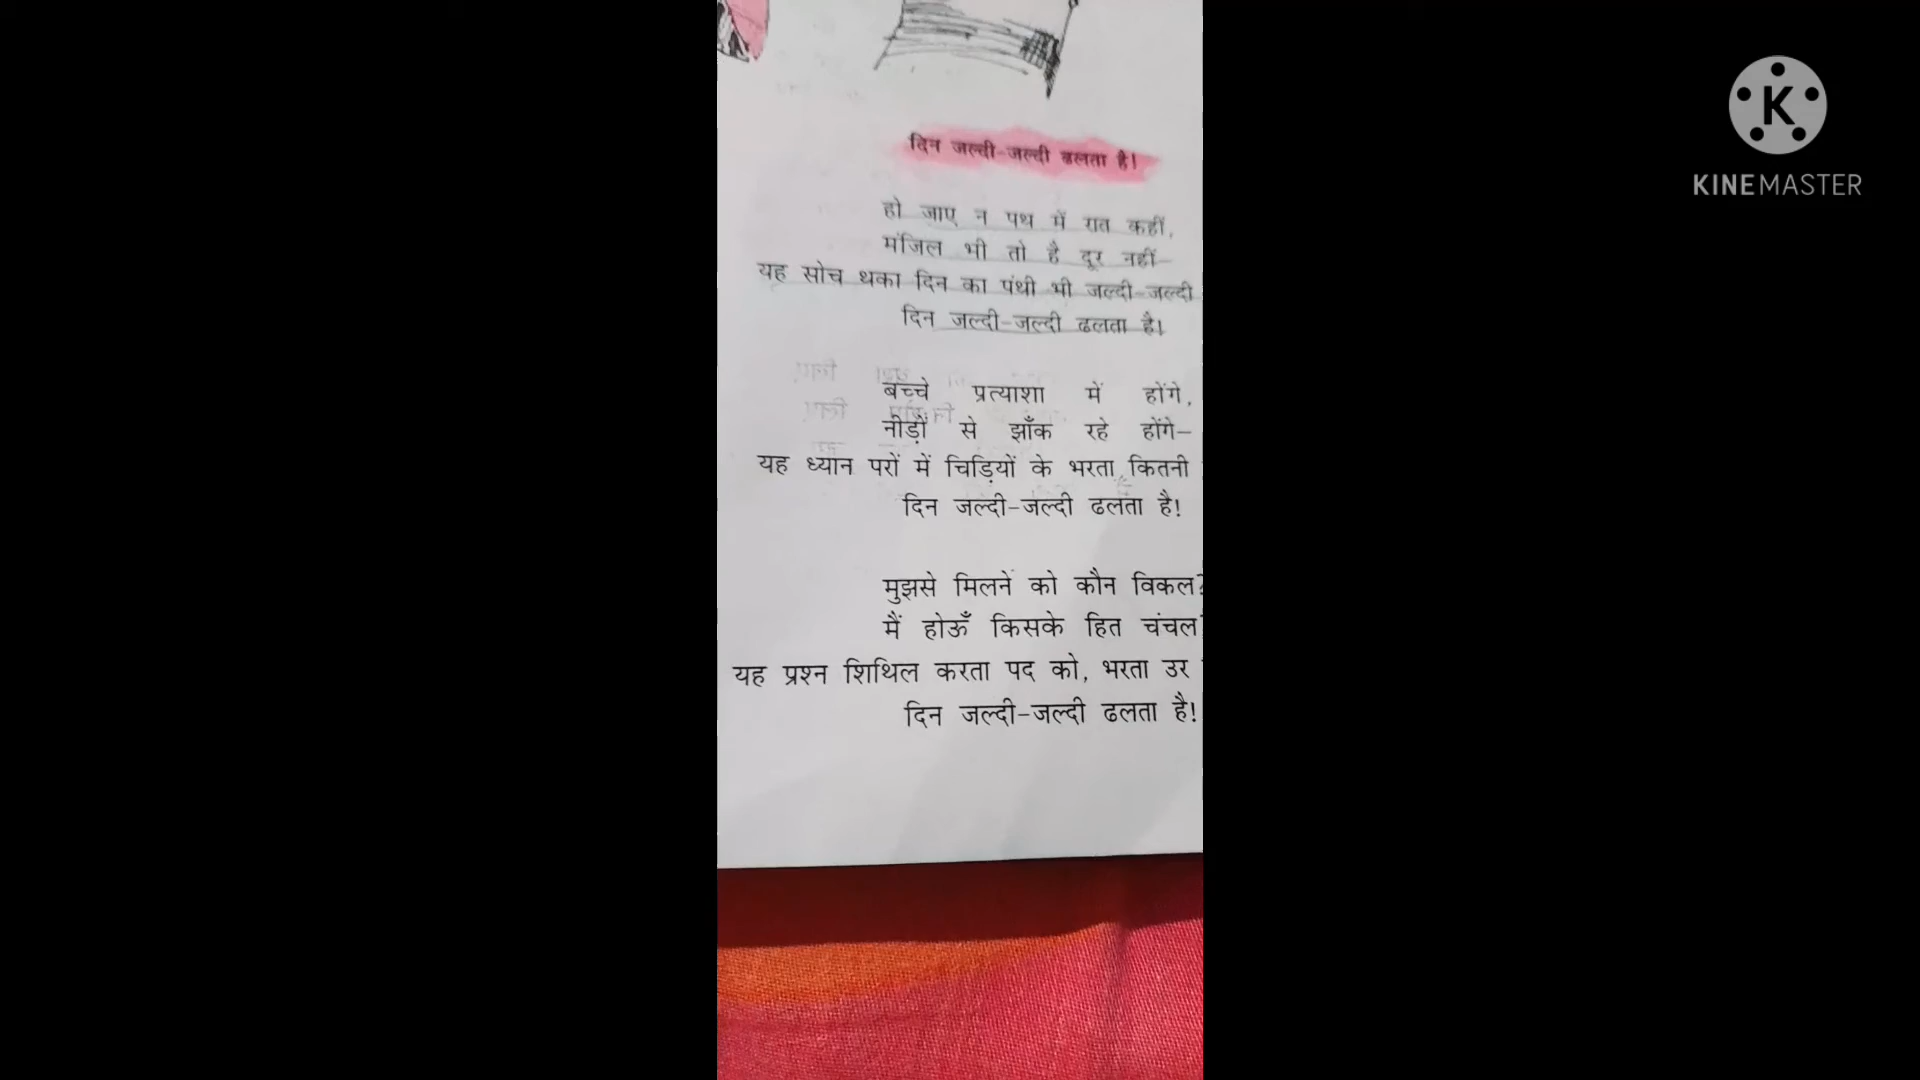 दिन जल्दी-जल्दी ढलता है!
हो जाए न पथ में रात कहीं,
मंजिल भी तो है दूर नहीं-
यह सोच थका दिन का पंथी भी जल्दी-जल्दी
दिन जल्दी-जल्दी ढलता है!
बच्चे प्रत्याशा में होंगे,
नीड़ों से झाँक रहे होंगे-
यह ध्यान परों में चिड़ियों के भरता कितनी
दिन जल्दी-जल्दी ढलता है!
मुझसे मिलने को कौन विकल?
मैं होऊँ किसके हित चंचल?
यह प्रश्न शिथिल करता पद को, भरता उर
दिन जल्दी-जल्दी ढलता है!
K
KINEMASTER